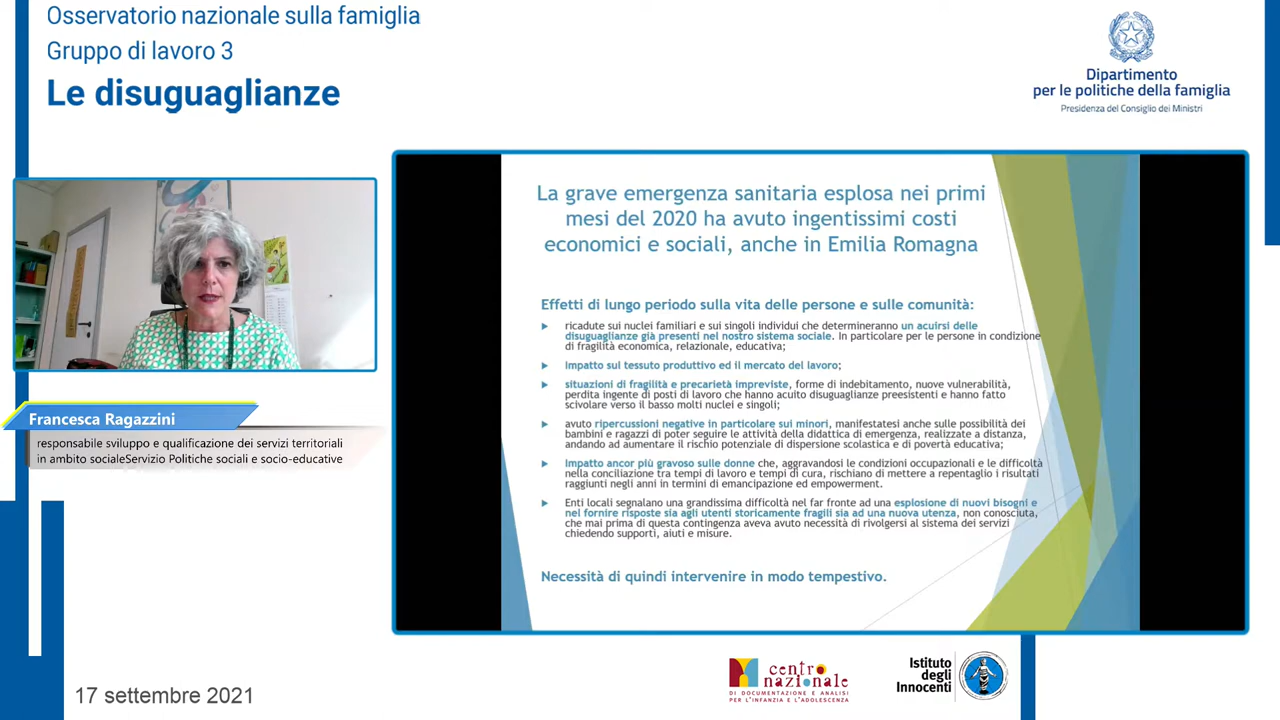 Osservatorio nazionale sulla famiglia
Gruppo di lavoro 3
Le disuguaglianze
Dipartimento
per le politiche della famiglia
Presidenza del Consiglio dei Ministri
La grave emergenza sanitaria esplosa nei primi
mesi del 2020 ha avuto ingentissimi costi
economici e sociali, anche in Emilia Romagna
Effetti di lungo periodo sulla vita delle persone e sulle comunità:
ricadute sui nuclei familiari e sui singoli individui che determineranno un acuirsi delle
disuguaglianze già presenti nel nostro sistema sociale. In particolare per le persone in condizione
di fragilità economica, relazionale, educativa;
Impatto sul tessuto produttivo ed il mercato del lavoro;
situazioni di fragilità e precarietà impreviste, forme di indebitamento, nuove vulnerabilità,
perdita ingente di posti di lavoro che hanno acuito disuguaglianze preesistenti e hanno fatto
scivolare verso il basso molti nuclei e singoli;
avuto ripercussioni negative in particolare sui minori, manifestatesi anche sulle possibilità dei
bambini e ragazzi di poter seguire le attività della didattica di emergenza, realizzate a distanza,
andando ad aumentare il rischio potenziale di dispersione scolastica e di povertà educativa;
Impatto ancor più gravoso sulle donne che, aggravandosi le condizioni occupazionali e le difficoltà
nella conciliazione tra tempi di lavoro e tempi di cura, rischiano di mettere a repentaglio i risultati
raggiunti negli anni in termini di emancipazione ed empowerment.
Enti locali segnalano una grandissima difficoltà nel far fronte ad una esplosione di nuovi bisogni e
nel fornire risposte sia agli utenti storicamente fragili sia ad una nuova utenza, non conosciuta,
che mai prima di questa contingenza aveva avuto necessità di rivolgersi al sistema dei servizi
chiedendo supporti, aiuti e misure.
Necessità di quindi intervenire in modo tempestivo.
Francesca Ragazzini
responsabile sviluppo e qualificazione dei servizi territoriali
in ambito socialeServizio Politiche sociali e socio-educative
17 settembre 2021
centro
nazionale
DI DOCUMENTAZIONE E ANALISI
PER L'INFANZIA E L'ADOLESCENZA
Istituto
degli
Innocenti